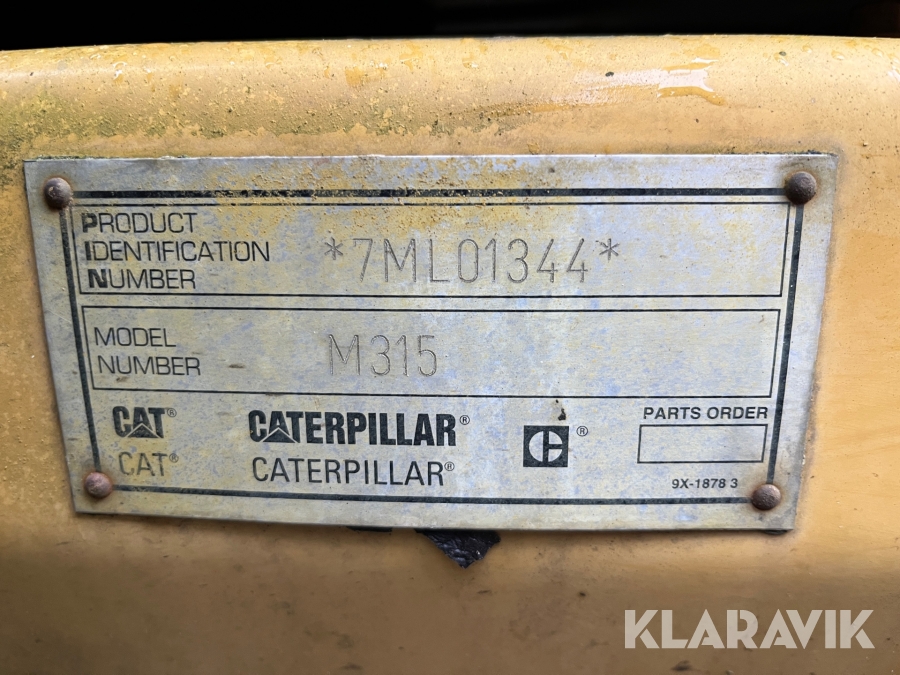 PRODUCT
IDENTIFICATION
NUMBER
*7ML01344*
MODEL
NUMBER
M315
CAT® CATERPILLAR® ®
CAT® CATERPILLAR®
PARTS ORDER
9X-1878 3
KLARAVIK